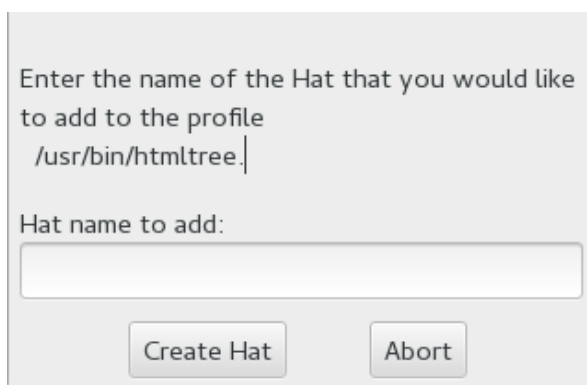 Enter the name of the Hat that you would like
to add to the profile
/usr/bin/htmltree.
Hat name to add:
Create Hat
Abort